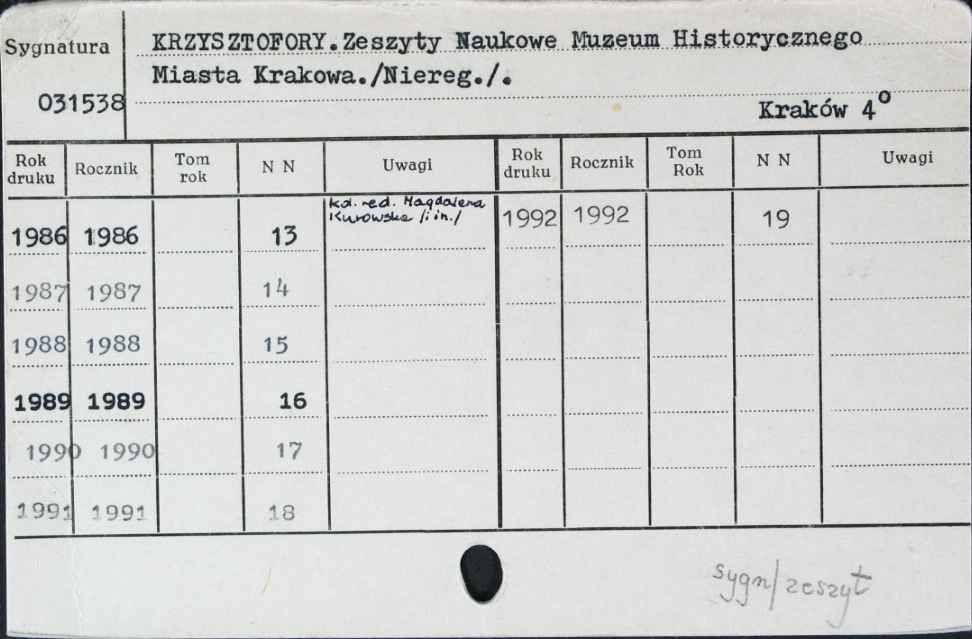 Sygnatura
031538
KRZYSZTOFORY.Zeszyty Naukowe Muzeum Historycznego
Miasta Krakowa./Niereg./.
Kraków 4°
Rok druku Rocznik Tom rok N N Uwagi Rok druku Rocznik Tom Rok N N Uwagi
1986 1986 13 kd. red. Magdalena Kurowska /i in./ 1992 1992 19
1987 1987 14
1988 1988 15
1989 1989 16
1990 1990 17
1991 1991 18
sygn/zeszyt